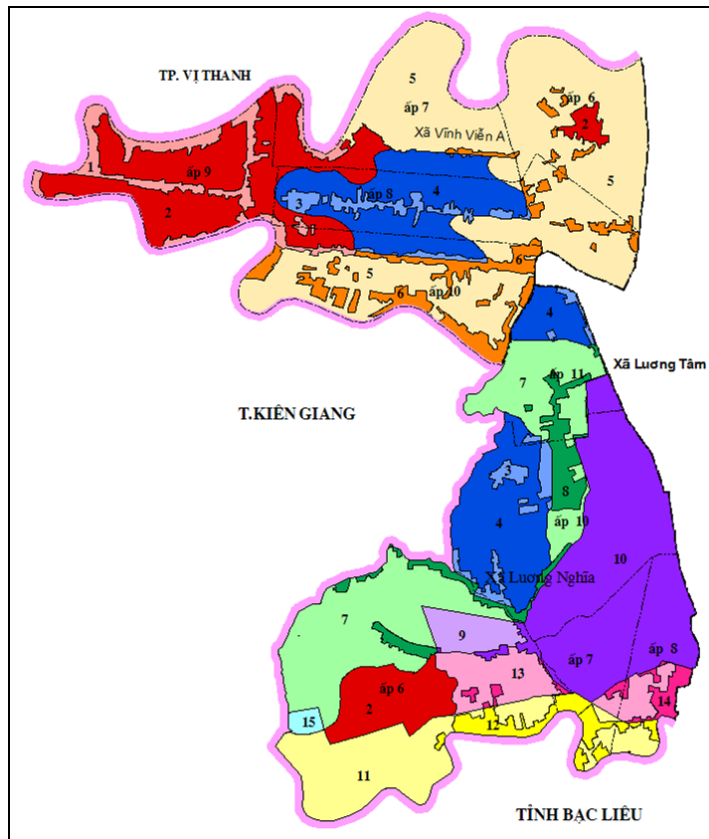 TP. VỊ THANH
5
ấp 7
ấp 6
2
Xã Vĩnh Viễn A
1
ấp 9
2
3
ấp 8
4
5
6
5
6
ấp 10
4
7
ấp 11
Xã Lương Tâm
T.KIÊN GIANG
3
8
4
ấp 10
10
Xã Lương Nghĩa
7
9
ấp 7
ấp 8
13
ấp 6
2
14
15
12
11
TỈNH BẠC LIÊU